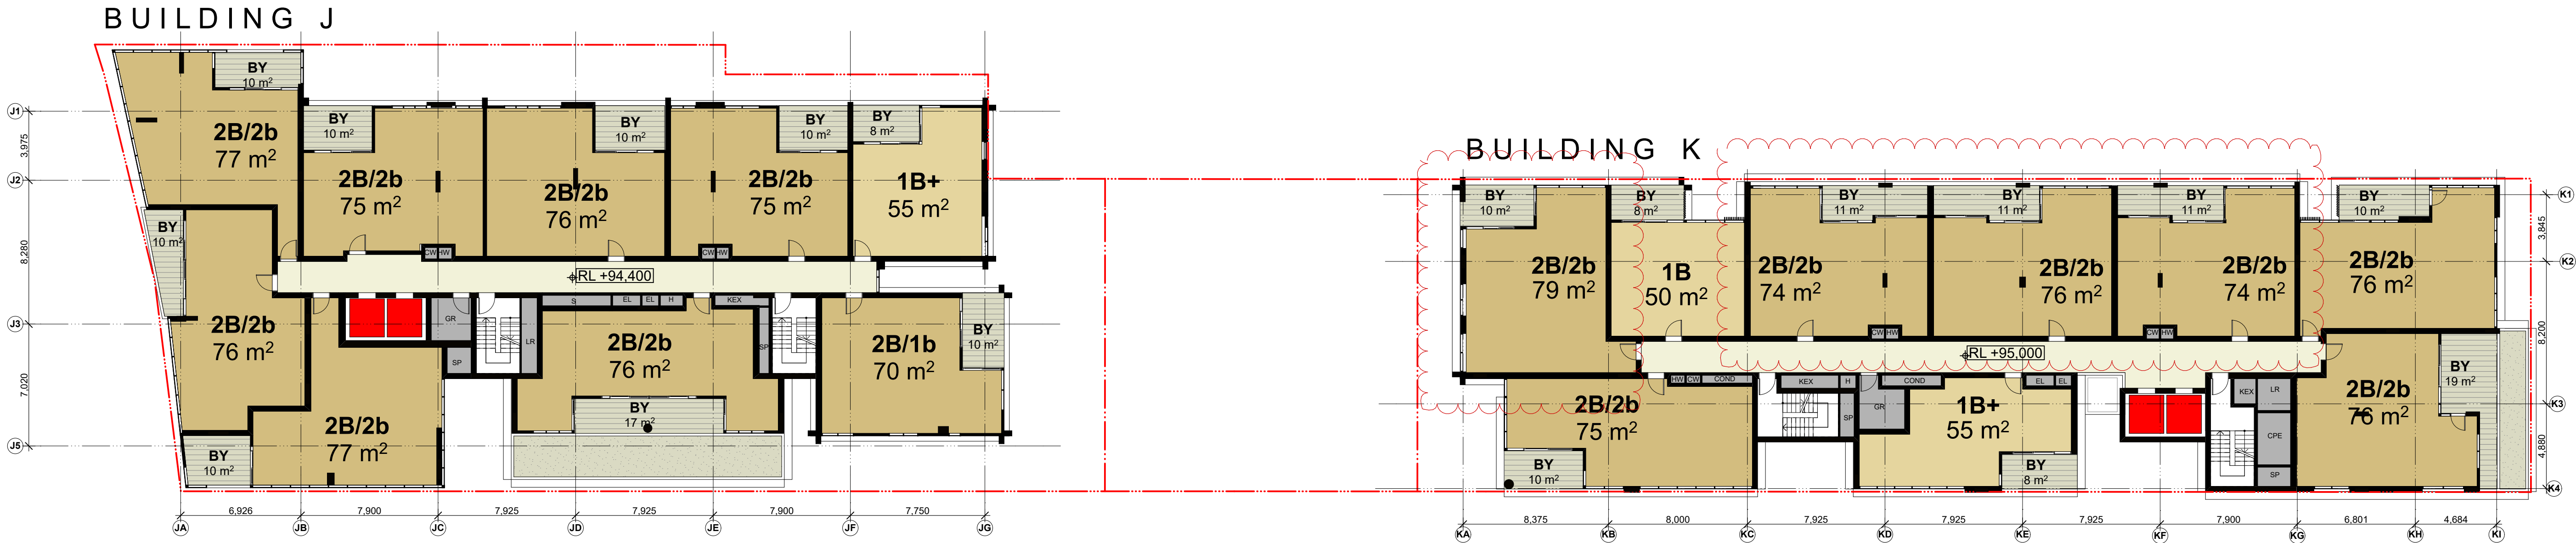 BUILDING J
BY
10 m²
2B/2b
77 m²
BY
10 m²
2B/2b
75 m²
BY
10 m²
2B/2b
76 m²
BY
10 m²
2B/2b
75 m²
BY
8 m²
1B+
55 m²
BY
10 m²
2B/2b
76 m²
CW HW
CW HW
RL +94,400
GR
SP
LR
S
EL
EL
H
KEX
SP
2B/2b
76 m²
BY
17 m²
2B/1b
70 m²
BY
10 m²
2B/2b
77 m²
BY
10 m²
J1
J2
J3
J5
3,975
8,280
7,020
6,926
7,900
7,925
7,925
7,900
7,750
JA
JB
JC
JD
JE
JF
JG
BUILDING K
BY
10 m²
2B/2b
79 m²
BY
8 m²
1B
50 m²
BY
11 m²
2B/2b
74 m²
BY
11 m²
2B/2b
76 m²
BY
11 m²
2B/2b
74 m²
BY
10 m²
2B/2b
76 m²
CW HW
CW HW
RL +95,000
HW CW COND
KEX
H
SP
GR
COND
EL
EL
2B/2b
75 m²
BY
10 m²
1B+
55 m²
BY
8 m²
KEX
LR
CPE
SP
2B/2b
76 m²
BY
19 m²
K1
K2
K3
K4
3,845
8,200
4,880
8,375
8,000
7,925
7,925
7,925
7,900
6,801
4,684
KA
KB
KC
KD
KE
KF
KG
KH
KI